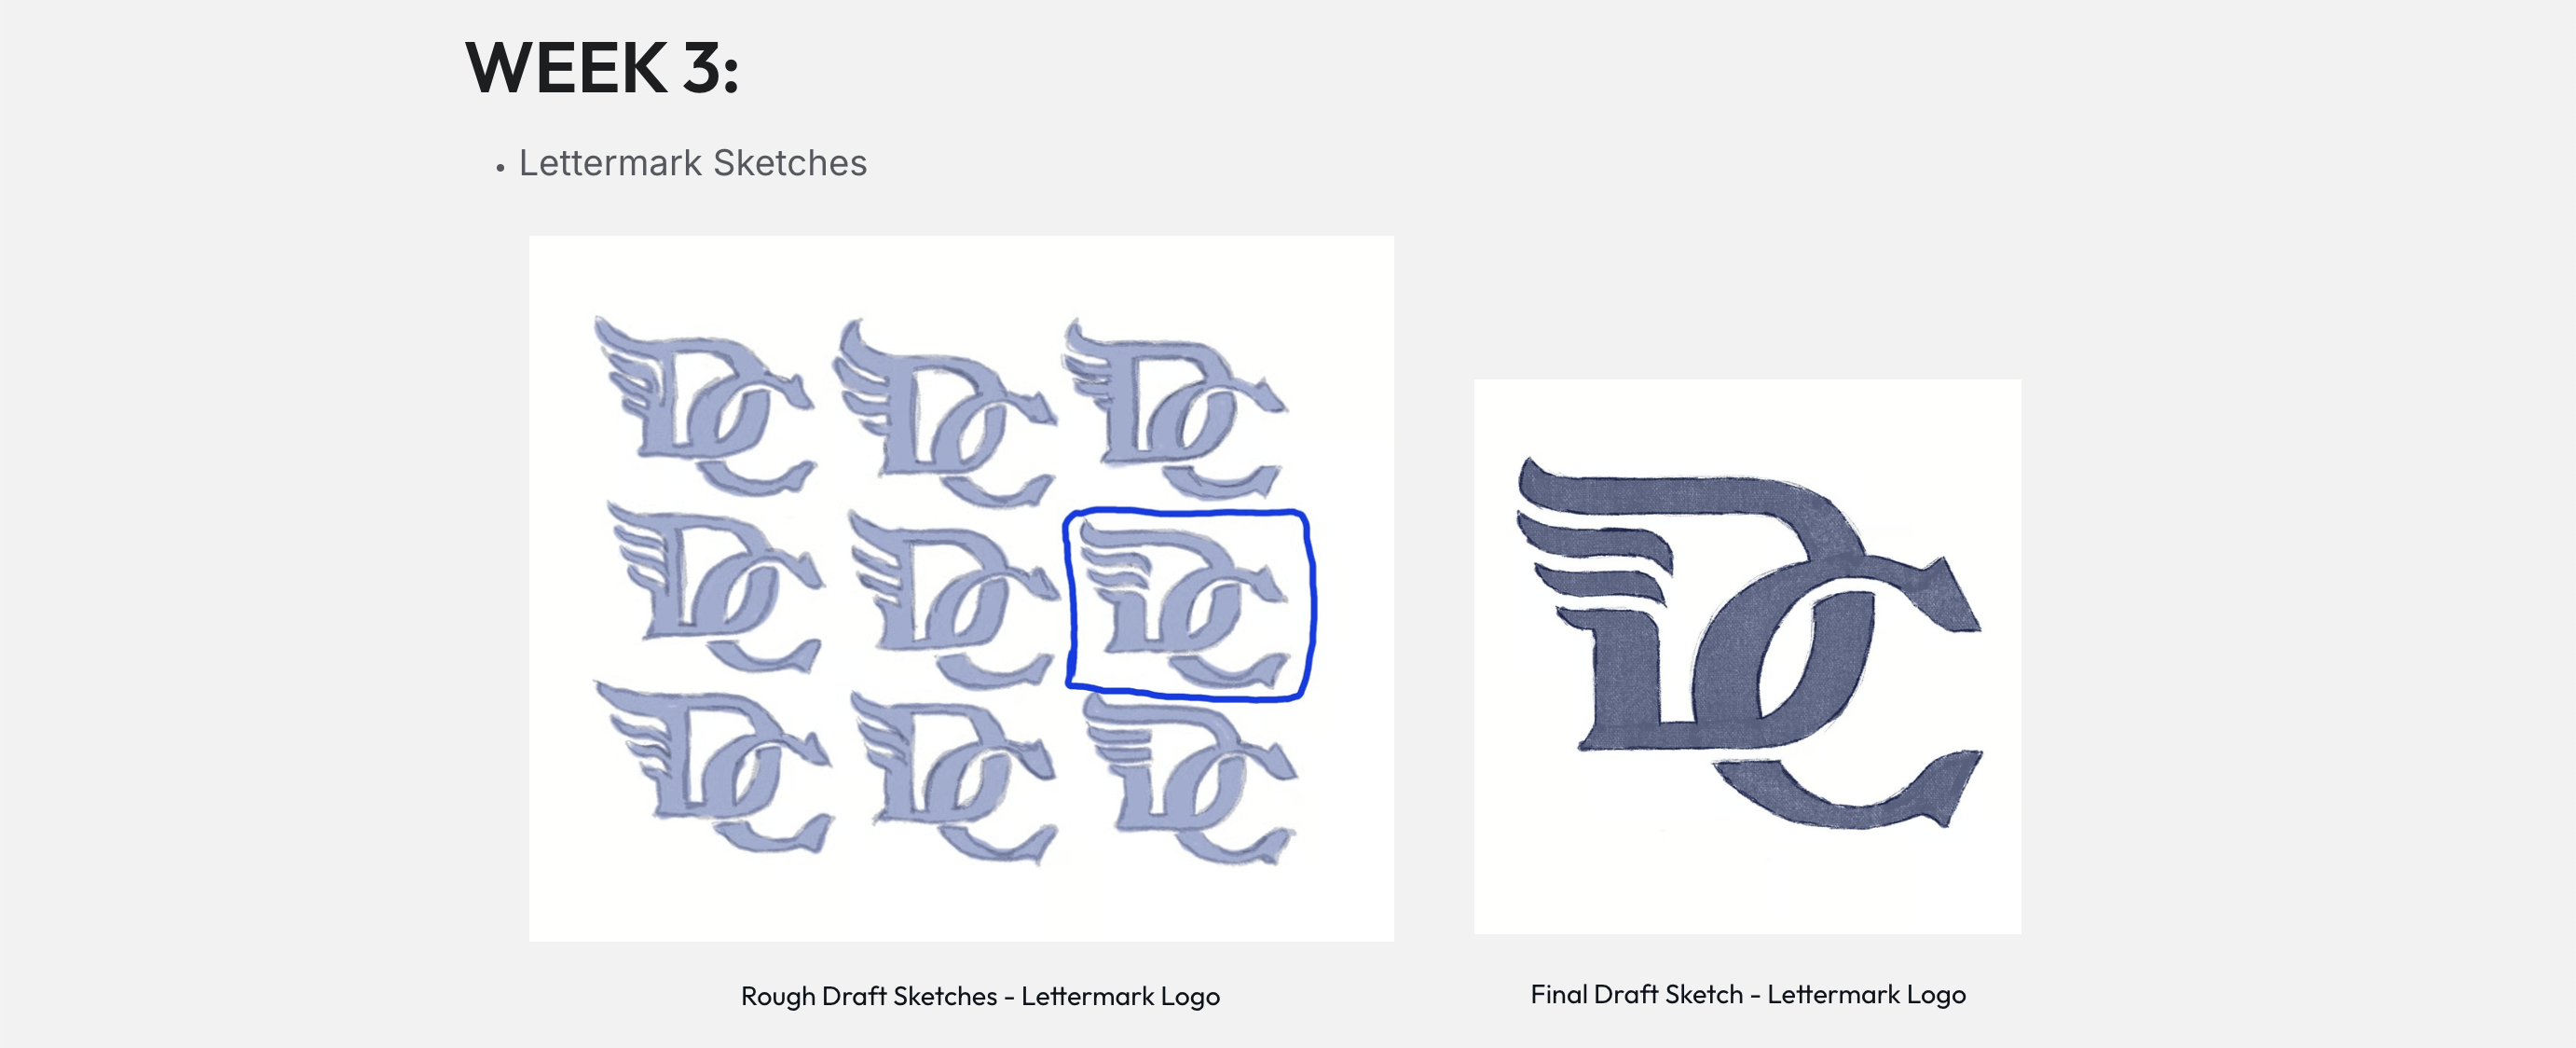 WEEK 3:
• Lettermark Sketches
DC DC DC
DC DC DC
DC DC DC
DC
Rough Draft Sketches - Lettermark Logo
Final Draft Sketch - Lettermark Logo